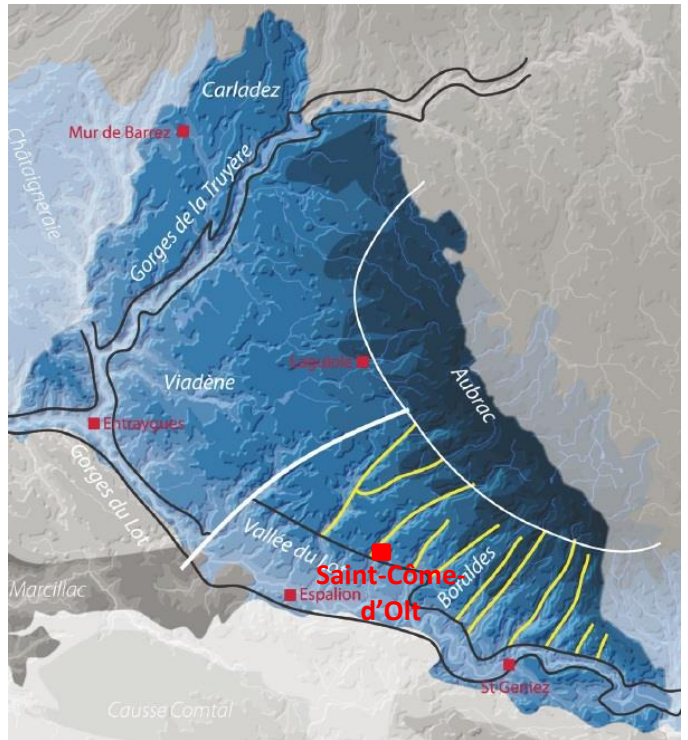 Carladez
Mur de Barrez
Châtaigneraie
Gorges de la Truyère
Laguiole
Aubrac
Viadène
Entraygues
Gorges du Lot
Vallée du Lot
Saint-Côme-
d'Olt
Boraldes
Espalion
Marcillac
St Geniez
Causse Comtal